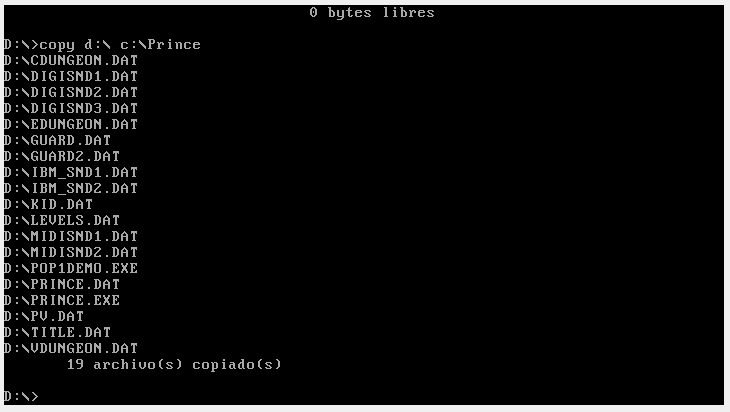 0 bytes libres
D:\>copy d:\ c:\Prince
D:\CDUNGEON.DAT
D:\DIGISND1.DAT
D:\DIGISND2.DAT
D:\DIGISND3.DAT
D:\EDUNGEON.DAT
D:\GUARD.DAT
D:\GUARD2.DAT
D:\IBM_SND1.DAT
D:\IBM_SND2.DAT
D:\KID.DAT
D:\LEVELS.DAT
D:\MIDISND1.DAT
D:\MIDISND2.DAT
D:\POP1DEMO.EXE
D:\PRINCE.DAT
D:\PRINCE.EXE
D:\PV.DAT
D:\TITLE.DAT
D:\VDUNGEON.DAT
19 archivo(s) copiado(s)
D:\>